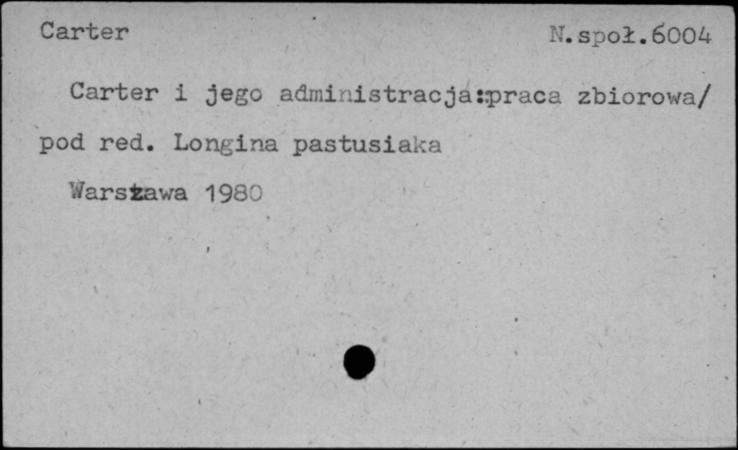 Carter N.społ.6004
Carter i jego administracja:praca zbiorowa/
pod red. Longina pastusiaka
Warszawa 1980